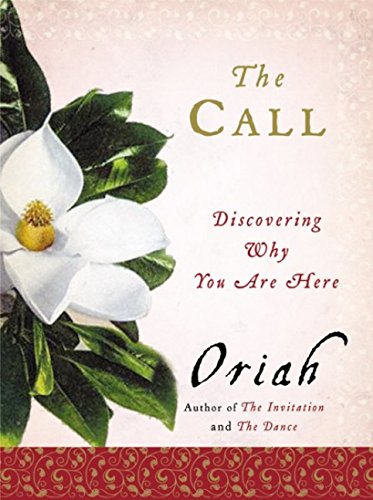 The
CALL
Discovering
Why
You Are Here
Oriah
Author of The Invitation
and The Dance